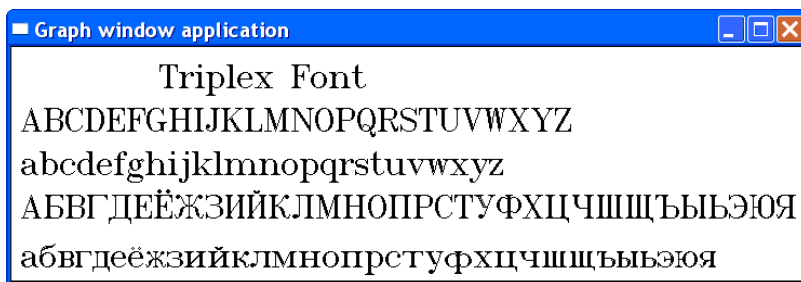 Graph window application
Triplex Font
ABCDEFGHIJKLMNOPQRSTUVWXYZ
abcdefghijklmnopqrstuvwxyz
АБВГДЕЁЖЗИЙКЛМНОПРСТУФХЦЧШЩЪЫЬЭЮЯ
абвгдеёжзийклмнопрстуфхцчшщъыьэюя